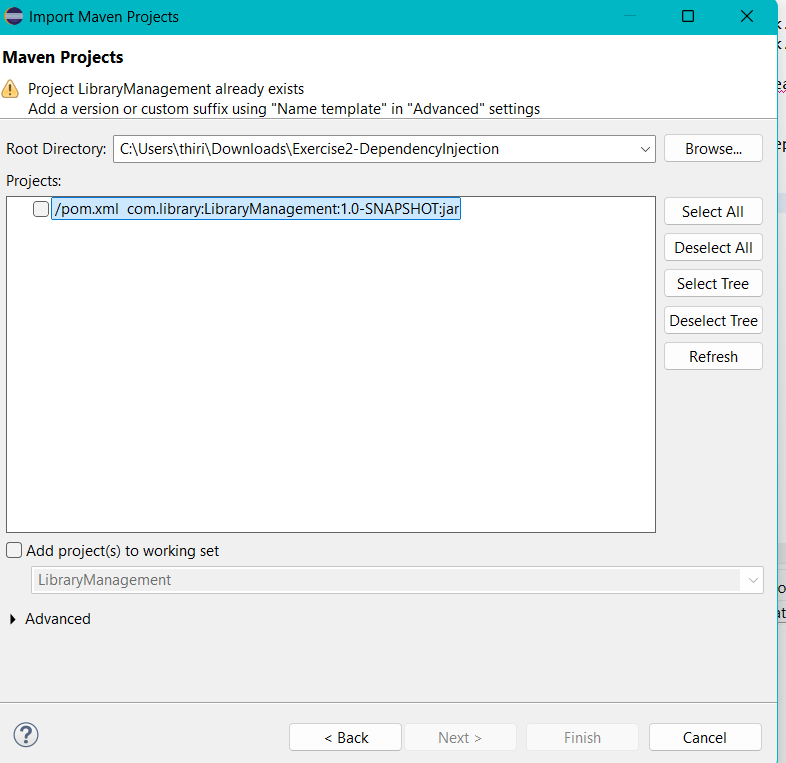 Import Maven Projects
Maven Projects
Project LibraryManagement already exists
Add a version or custom suffix using "Name template" in "Advanced" settings
Root Directory: C:\Users\thiri\Downloads\Exercise2-DependencyInjection Browse...
Projects:
/pom.xml com.library:LibraryManagement:1.0-SNAPSHOT:jar
Select All
Deselect All
Select Tree
Deselect Tree
Refresh
Add project(s) to working set
LibraryManagement
Advanced
? < Back Next > Finish Cancel